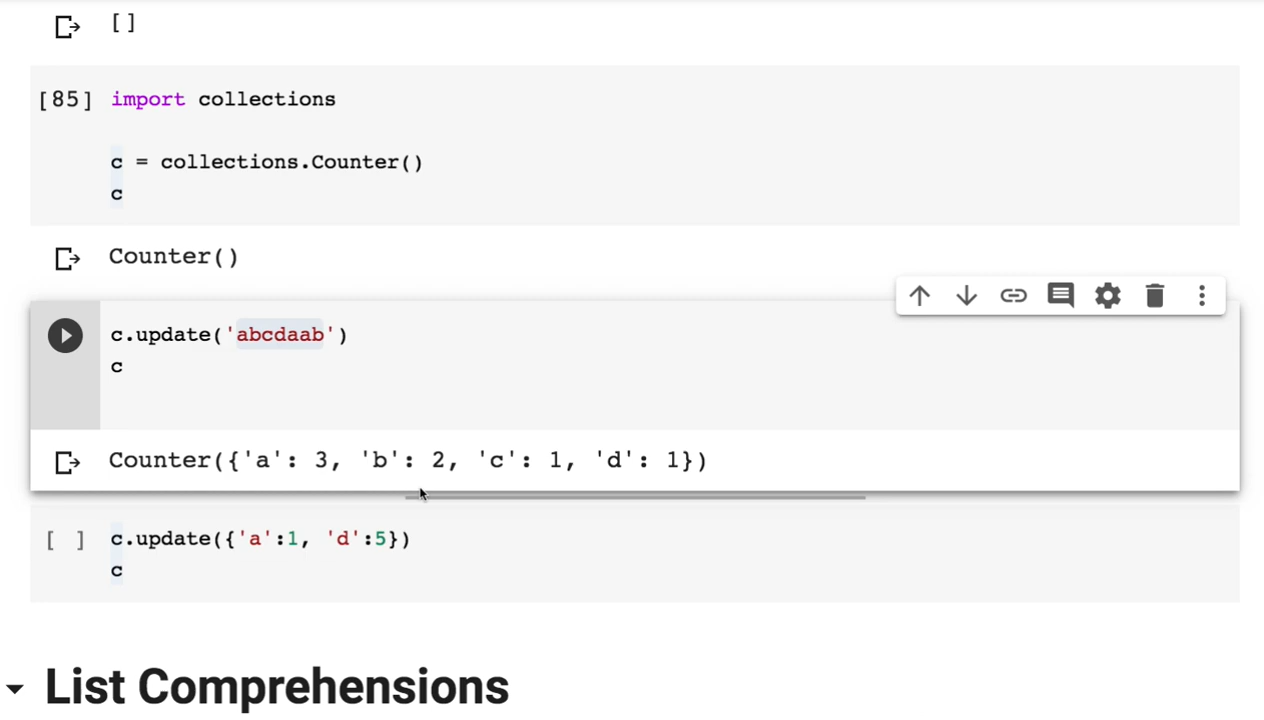 []
[85] import collections
c = collections.Counter()
c
Counter()
c.update('abcdaab')
c
Counter({'a': 3, 'b': 2, 'c': 1, 'd': 1})
[ ] c.update({'a':1, 'd':5})
c
List Comprehensions